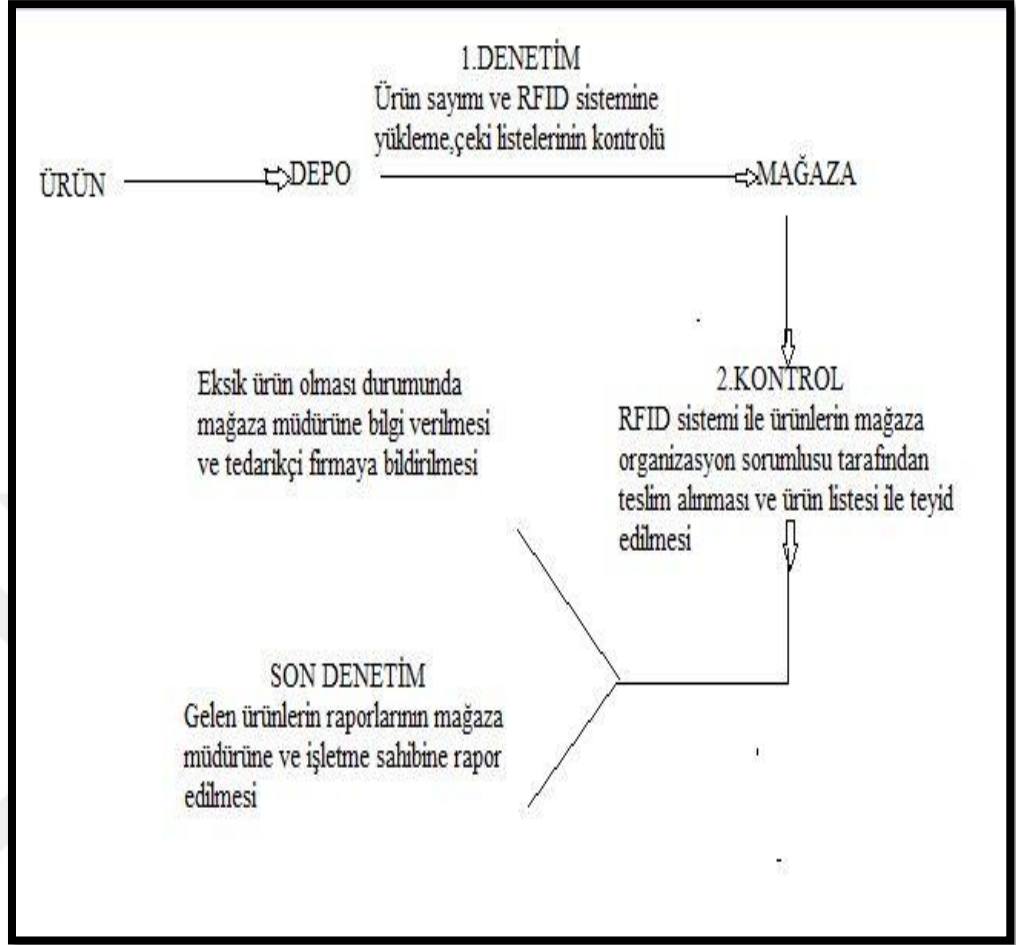 1.DENETİM
Ürün sayımı ve RFID sistemine
yükleme,çeki listelerinin kontrolü
ÜRÜN
DEPO
MAĞAZA
2.KONTROL
RFID sistemi ile ürünlerin mağaza
organizasyon sorumlusu tarafından
teslim alınması ve ürün listesi ile teyid
edilmesi
Eksik ürün olması durumunda
mağaza müdürüne bilgi verilmesi
ve tedarikçi firmaya bildirilmesi
SON DENETİM
Gelen ürünlerin raporlarının mağaza
müdürüne ve işletme sahibine rapor
edilmesi